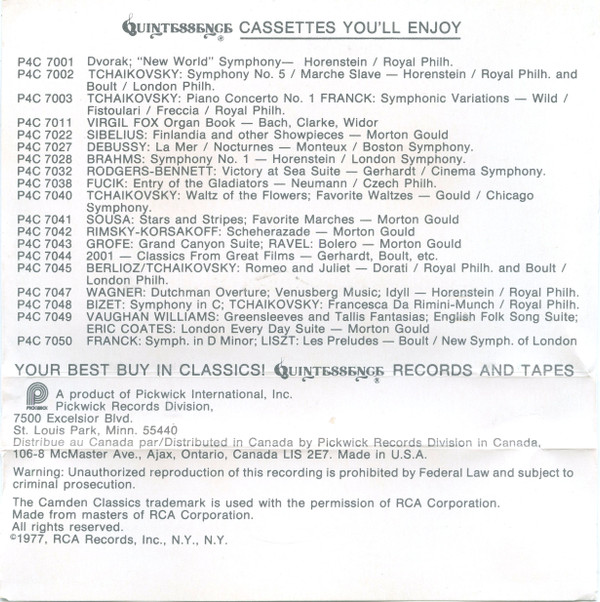 QUINTESSENCE® CASSETTES YOU'LL ENJOY
P4C 7001 Dvorak; "New World" Symphony— Horenstein / Royal Philh.
P4C 7002 TCHAIKOVSKY: Symphony No. 5 / Marche Slave — Horenstein / Royal Philh. and
Boult / London Philh.
P4C 7003 TCHAIKOVSKY: Piano Concerto No. 1 FRANCK: Symphonic Variations — Wild /
Fistoulari / Freccia / Royal Philh.
P4C 7011 VIRGIL FOX Organ Book — Bach, Clarke, Widor
P4C 7022 SIBELIUS: Finlandia and other Showpieces — Morton Gould
P4C 7027 DEBUSSY: La Mer / Nocturnes — Monteux / Boston Symphony.
P4C 7028 BRAHMS: Symphony No. 1 — Horenstein / London Symphony.
P4C 7032 RODGERS-BENNETT: Victory at Sea Suite — Gerhardt / Cinema Symphony.
P4C 7038 FUCIK: Entry of the Gladiators — Neumann / Czech Philh.
P4C 7040 TCHAIKOVSKY: Waltz of the Flowers; Favorite Waltzes — Gould / Chicago
Symphony.
P4C 7041 SOUSA: Stars and Stripes; Favorite Marches — Morton Gould
P4C 7042 RIMSKY-KORSAKOFF: Scheherazade — Morton Gould
P4C 7043 GROFE: Grand Canyon Suite; RAVEL: Bolero — Morton Gould
P4C 7044 2001 — Classics From Great Films — Gerhardt, Boult, etc.
P4C 7045 BERLIOZ/TCHAIKOVSKY: Romeo and Juliet — Dorati / Royal Philh. and Boult /
London Philh.
P4C 7047 WAGNER: Dutchman Overture; Venusberg Music; Idyll — Horenstein / Royal Philh.
P4C 7048 BIZET: Symphony in C; TCHAIKOVSKY: Francesca Da Rimini-Munch / Royal Philh.
P4C 7049 VAUGHAN WILLIAMS: Greensleeves and Tallis Fantasias; English Folk Song Suite;
ERIC COATES: London Every Day Suite — Morton Gould
P4C 7050 FRANCK: Symph. in D Minor; LISZT: Les Preludes — Boult / New Symph. of London
YOUR BEST BUY IN CLASSICS! QUINTESSENCE® RECORDS AND TAPES
PICKWICK
A product of Pickwick International, Inc.
Pickwick Records Division,
7500 Excelsior Blvd.
St. Louis Park, Minn. 55440
Distribue au Canada par/Distributed in Canada by Pickwick Records Division in Canada,
106-8 McMaster Ave., Ajax, Ontario, Canada LIS 2E7. Made in U.S.A.
Warning: Unauthorized reproduction of this recording is prohibited by Federal Law and subject to
criminal prosecution.
The Camden Classics trademark is used with the permission of RCA Corporation.
Made from masters of RCA Corporation.
All rights reserved.
©1977, RCA Records, Inc., N.Y., N.Y.